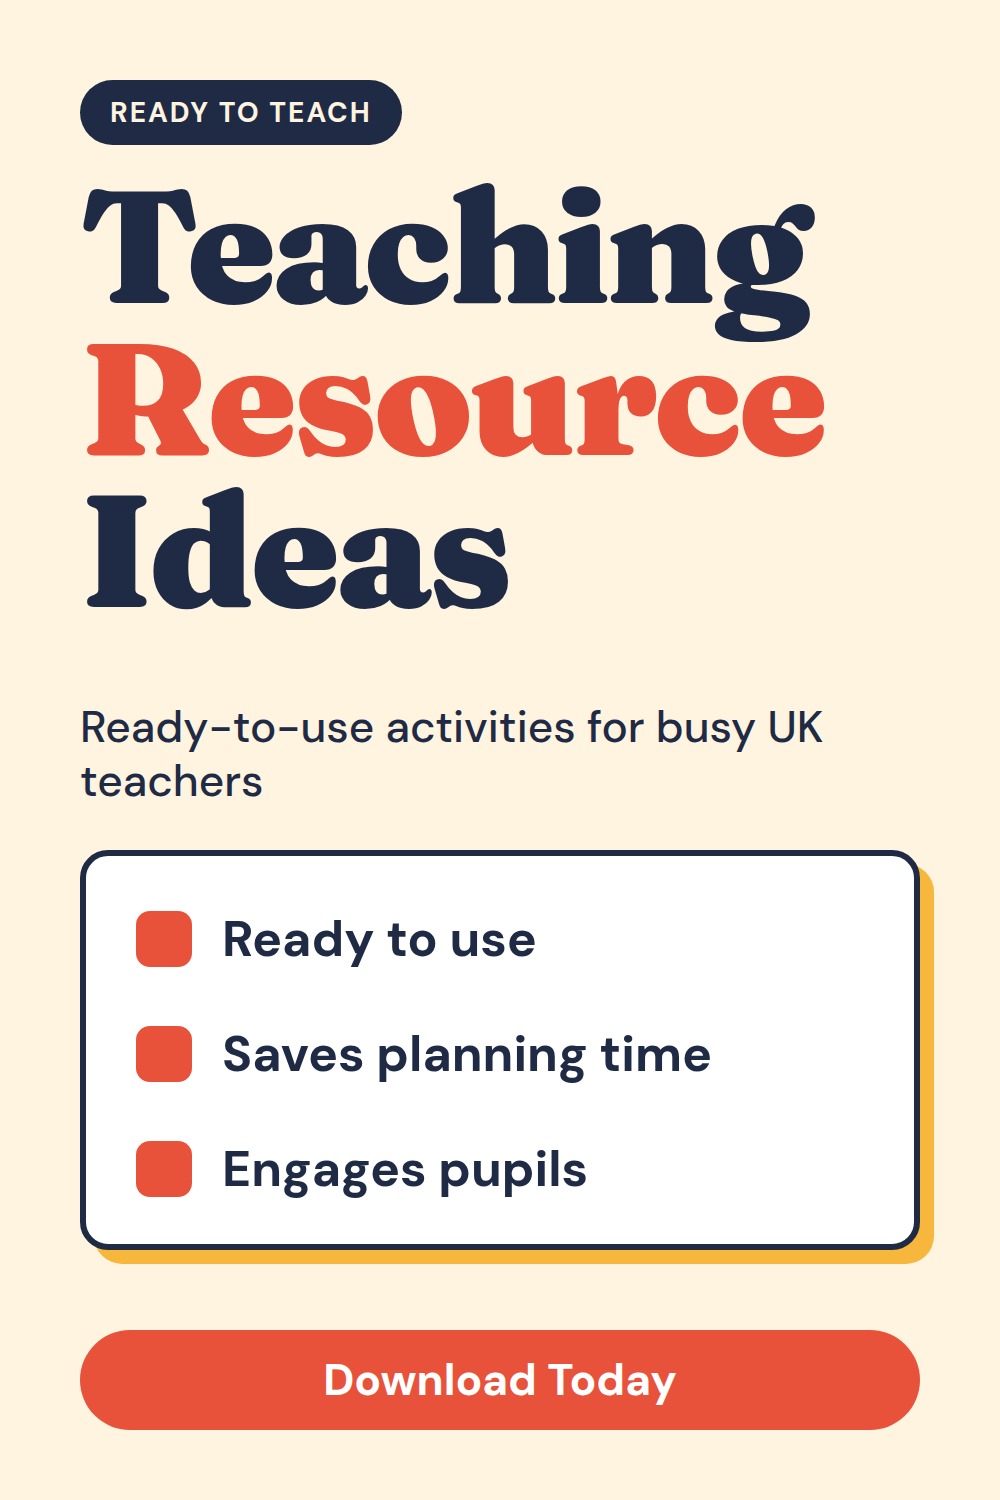 READY TO TEACH
Teaching
Resource
Ideas
Ready-to-use activities for busy UK
teachers
Ready to use
Saves planning time
Engages pupils
Download Today